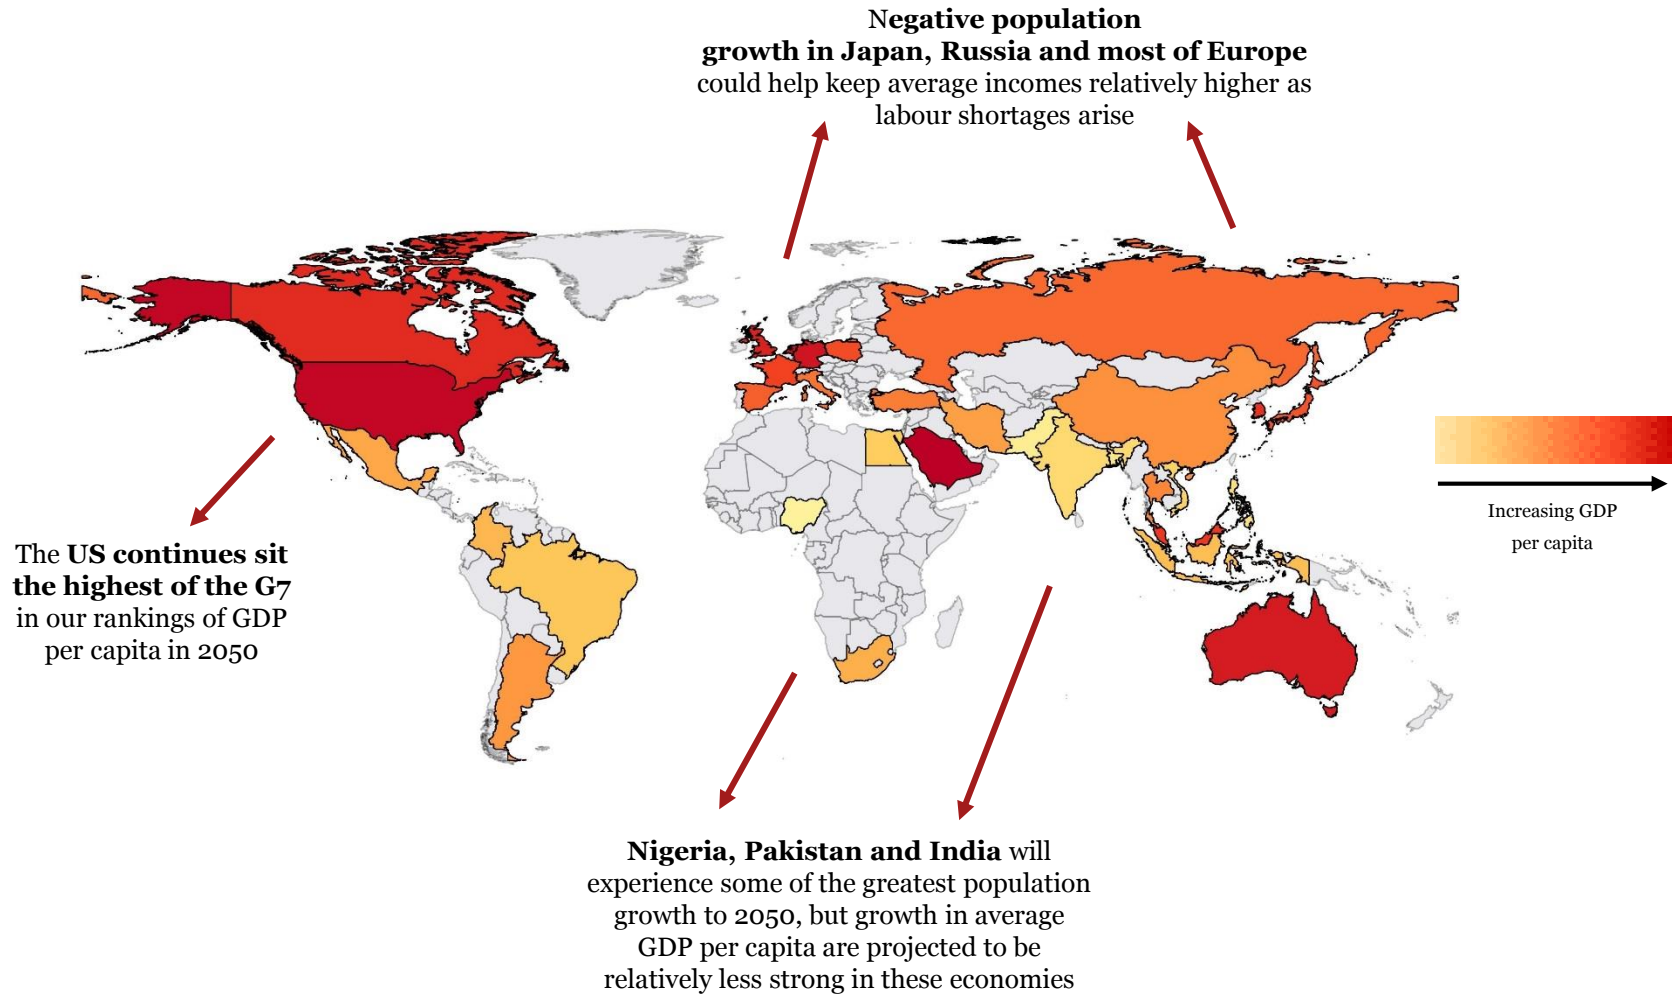 Negative population
growth in Japan, Russia and most of Europe
could help keep average incomes relatively higher as
labour shortages arise
Increasing GDP
per capita
The US continues sit
the highest of the G7
in our rankings of GDP
per capita in 2050
Nigeria, Pakistan and India will
experience some of the greatest population
growth to 2050, but growth in average
GDP per capita are projected to be
relatively less strong in these economies